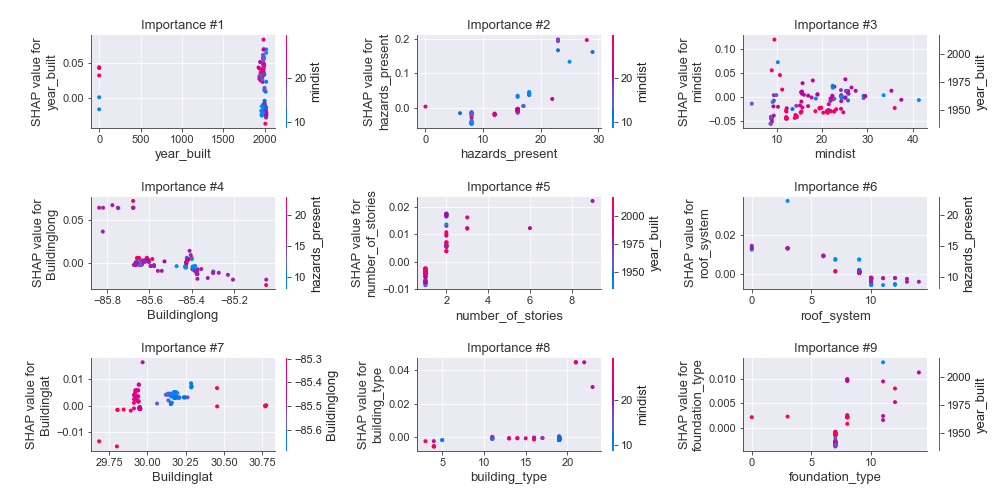 Importance #1
SHAP value for
year_built
0.05
0.00
0
500
1000
1500
2000
year_built
20
10
mindist
Importance #2
SHAP value for
hazards_present
0.2
0.1
0.0
0
10
20
30
hazards_present
20
10
mindist
Importance #3
SHAP value for
mindist
0.10
0.05
0.00
−0.05
10
20
30
40
mindist
2000
1975
1950
year_built
Importance #4
SHAP value for
Buildinglong
0.05
0.00
−85.8
−85.6
−85.4
−85.2
Buildinglong
20
15
10
hazards_present
Importance #5
SHAP value for
number_of_stories
0.02
0.01
0.00
−0.01
2
4
6
8
number_of_stories
2000
1975
1950
year_built
Importance #6
SHAP value for
roof_system
0.02
0.00
0
5
10
roof_system
20
15
10
hazards_present
Importance #7
SHAP value for
Buildinglat
0.01
0.00
−0.01
29.75
30.00
30.25
30.50
30.75
Buildinglat
−85.3
−85.4
−85.5
−85.6
Buildinglong
Importance #8
SHAP value for
building_type
0.04
0.02
0.00
5
10
15
20
building_type
20
10
mindist
Importance #9
SHAP value for
foundation_type
0.010
0.005
0.000
0
5
10
foundation_type
2000
1975
1950
year_built